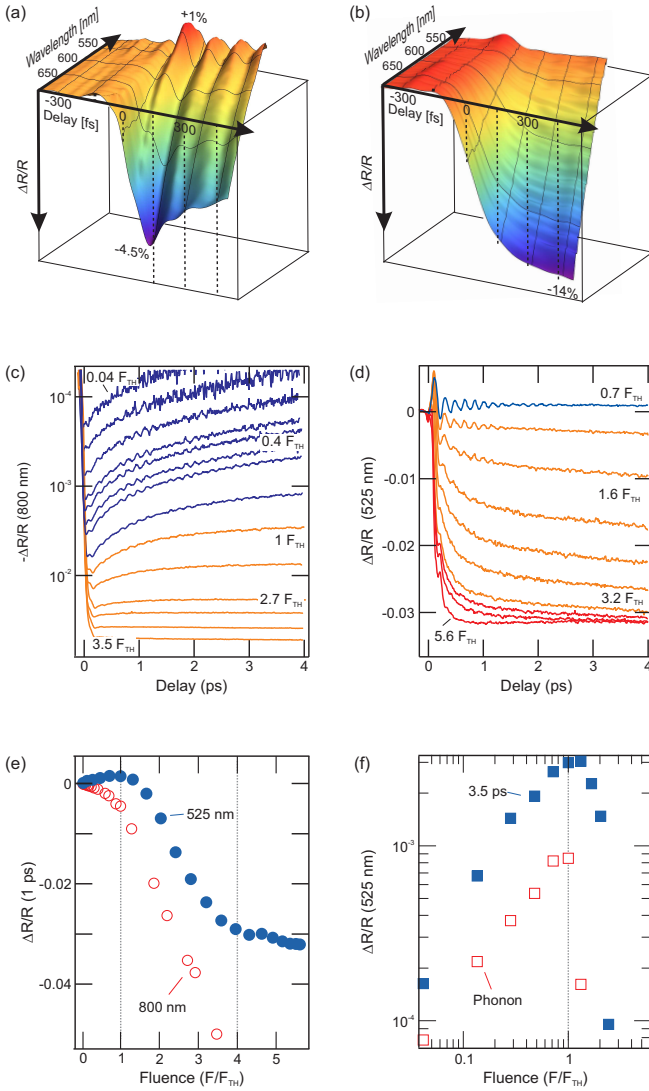 (a)
Wavelength [nm]
550
600
650
+1%
-300
0
300
Delay [fs]
ΔR/R
-4.5%
(b)
Wavelength [nm]
550
600
650
-300
0
300
Delay [fs]
ΔR/R
-14%
(c)
-ΔR/R (800 nm)
10⁻⁴
10⁻³
10⁻²
0.04 F_TH
0.4 F_TH
1 F_TH
2.7 F_TH
3.5 F_TH
0 1 2 3 4
Delay (ps)
(d)
ΔR/R (525 nm)
0
-0.01
-0.02
-0.03
0.7 F_TH
1.6 F_TH
3.2 F_TH
5.6 F_TH
0 1 2 3 4
Delay (ps)
(e)
ΔR/R (1 ps)
0
-0.02
-0.04
525 nm
800 nm
0 1 2 3 4 5 6
Fluence (F/F_TH)
(f)
ΔR/R (525 nm)
10⁻³
10⁻⁴
3.5 ps
Phonon
0.1 1
Fluence (F/F_TH)